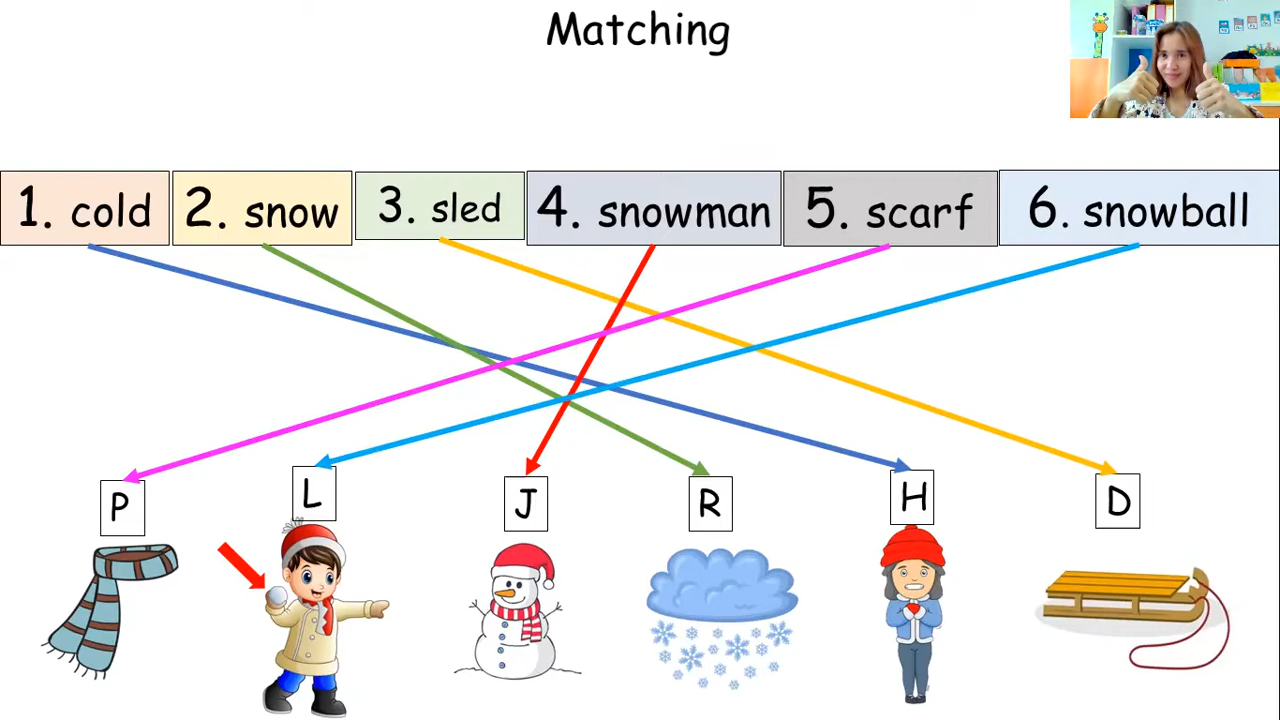 Matching
1. cold 2. snow 3. sled 4. snowman 5. scarf 6. snowball
P L J R H D